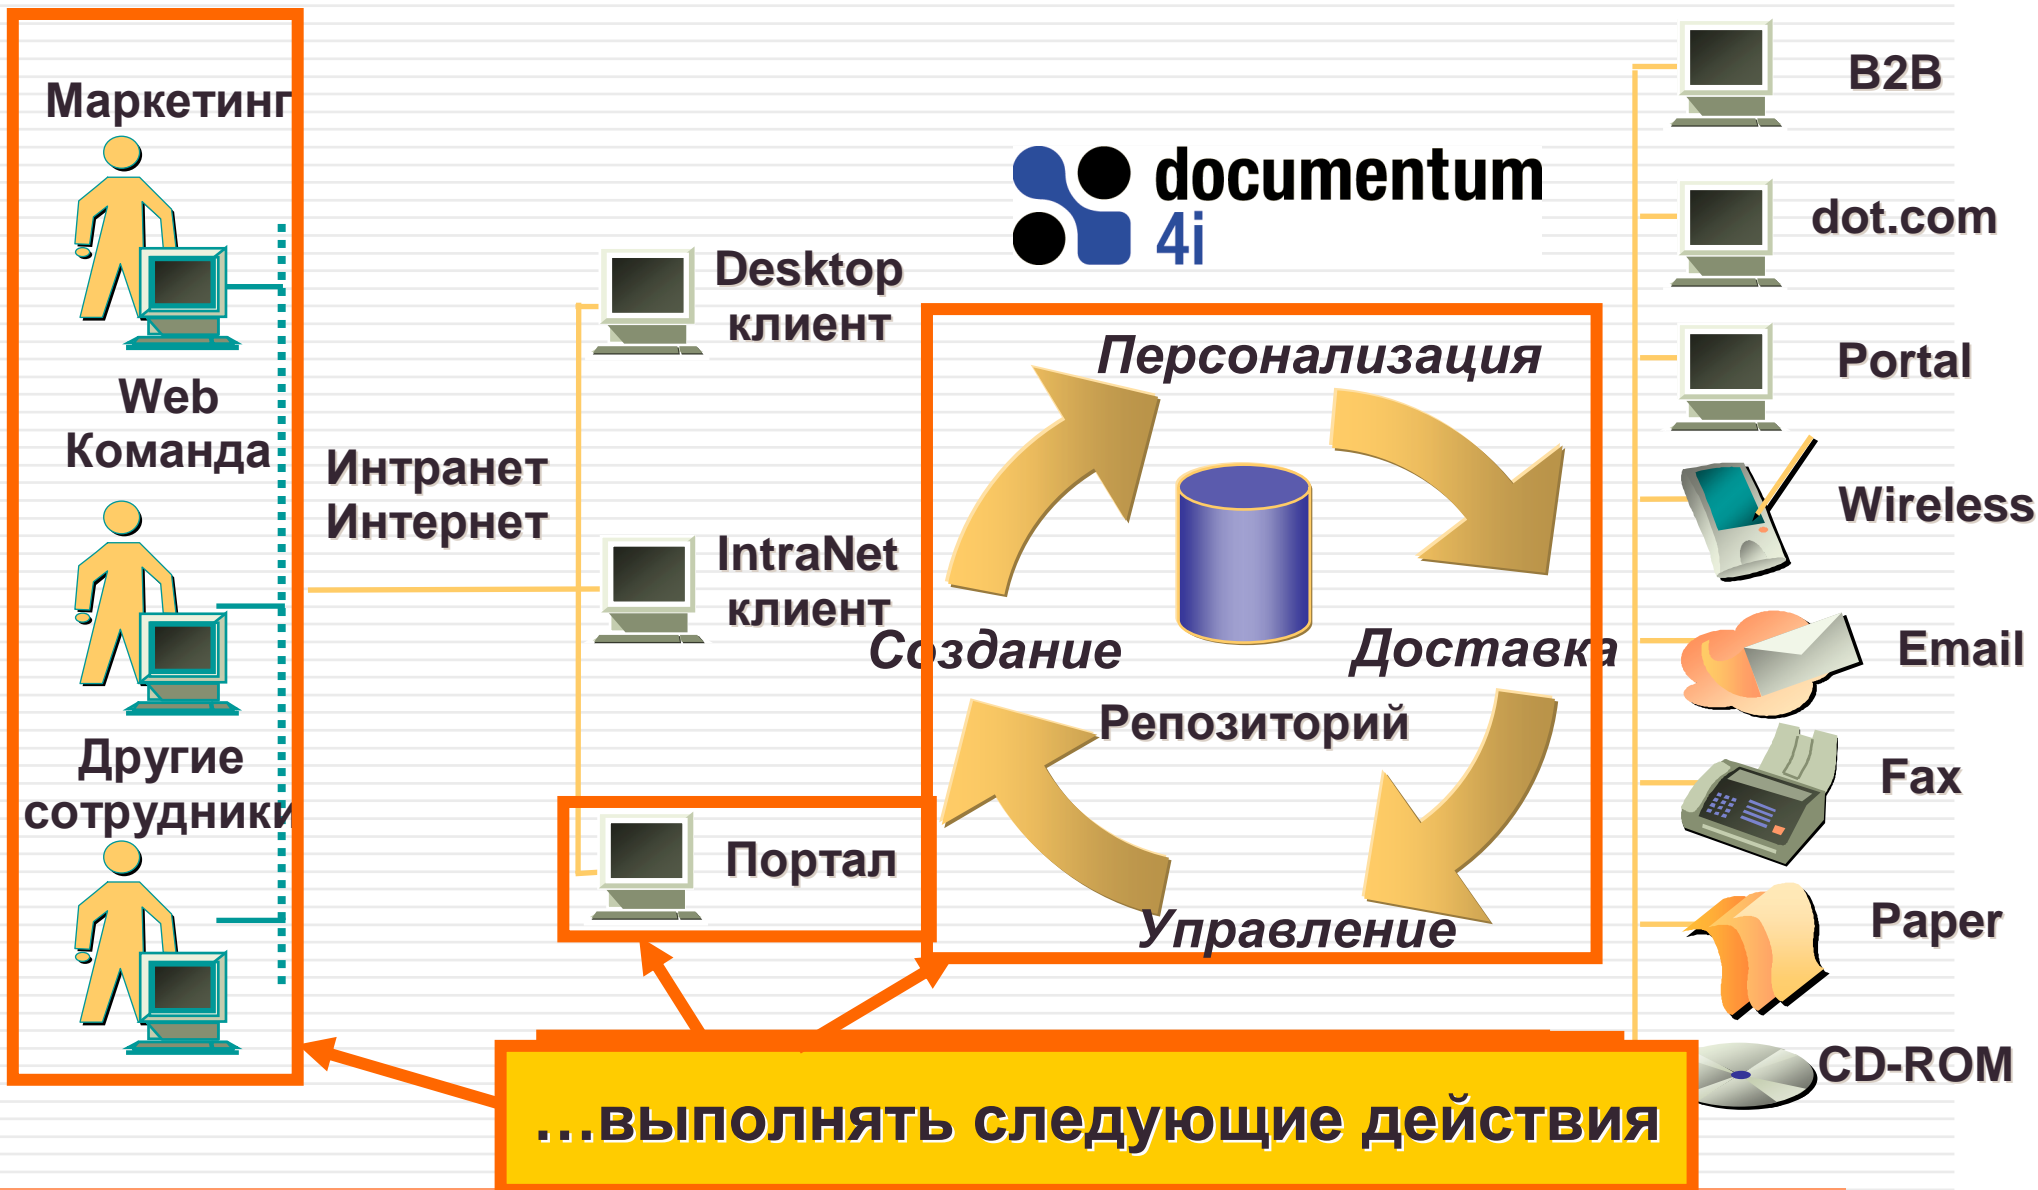 Маркетинг
Web
Команда
Другие
сотрудники
Интранет
Интернет
Desktop
клиент
IntraNet
клиент
Портал
documentum
4i
Персонализация
Создание
Доставка
Репозиторий
Управление
B2B
dot.com
Portal
Wireless
Email
Fax
Paper
CD-ROM
...выполнять следующие действия